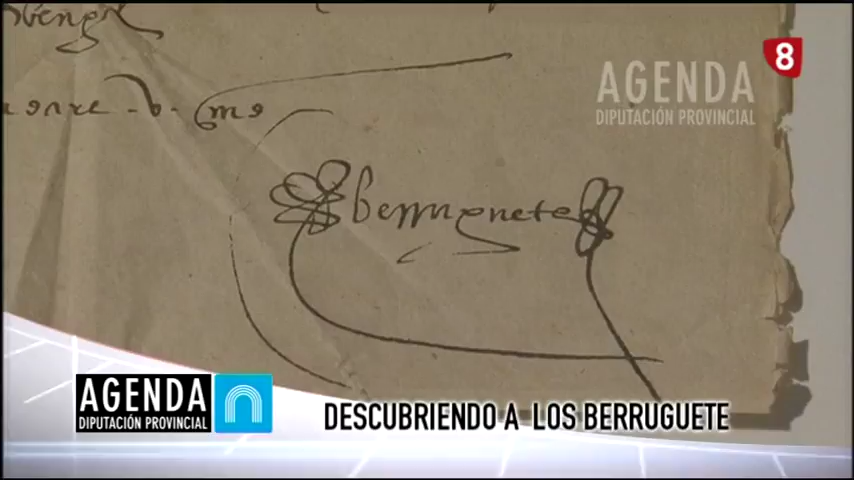 8
AGENDA
DIPUTACIÓN PROVINCIAL
berruguete
AGENDA
DIPUTACIÓN PROVINCIAL
DESCUBRIENDO A LOS BERRUGUETE